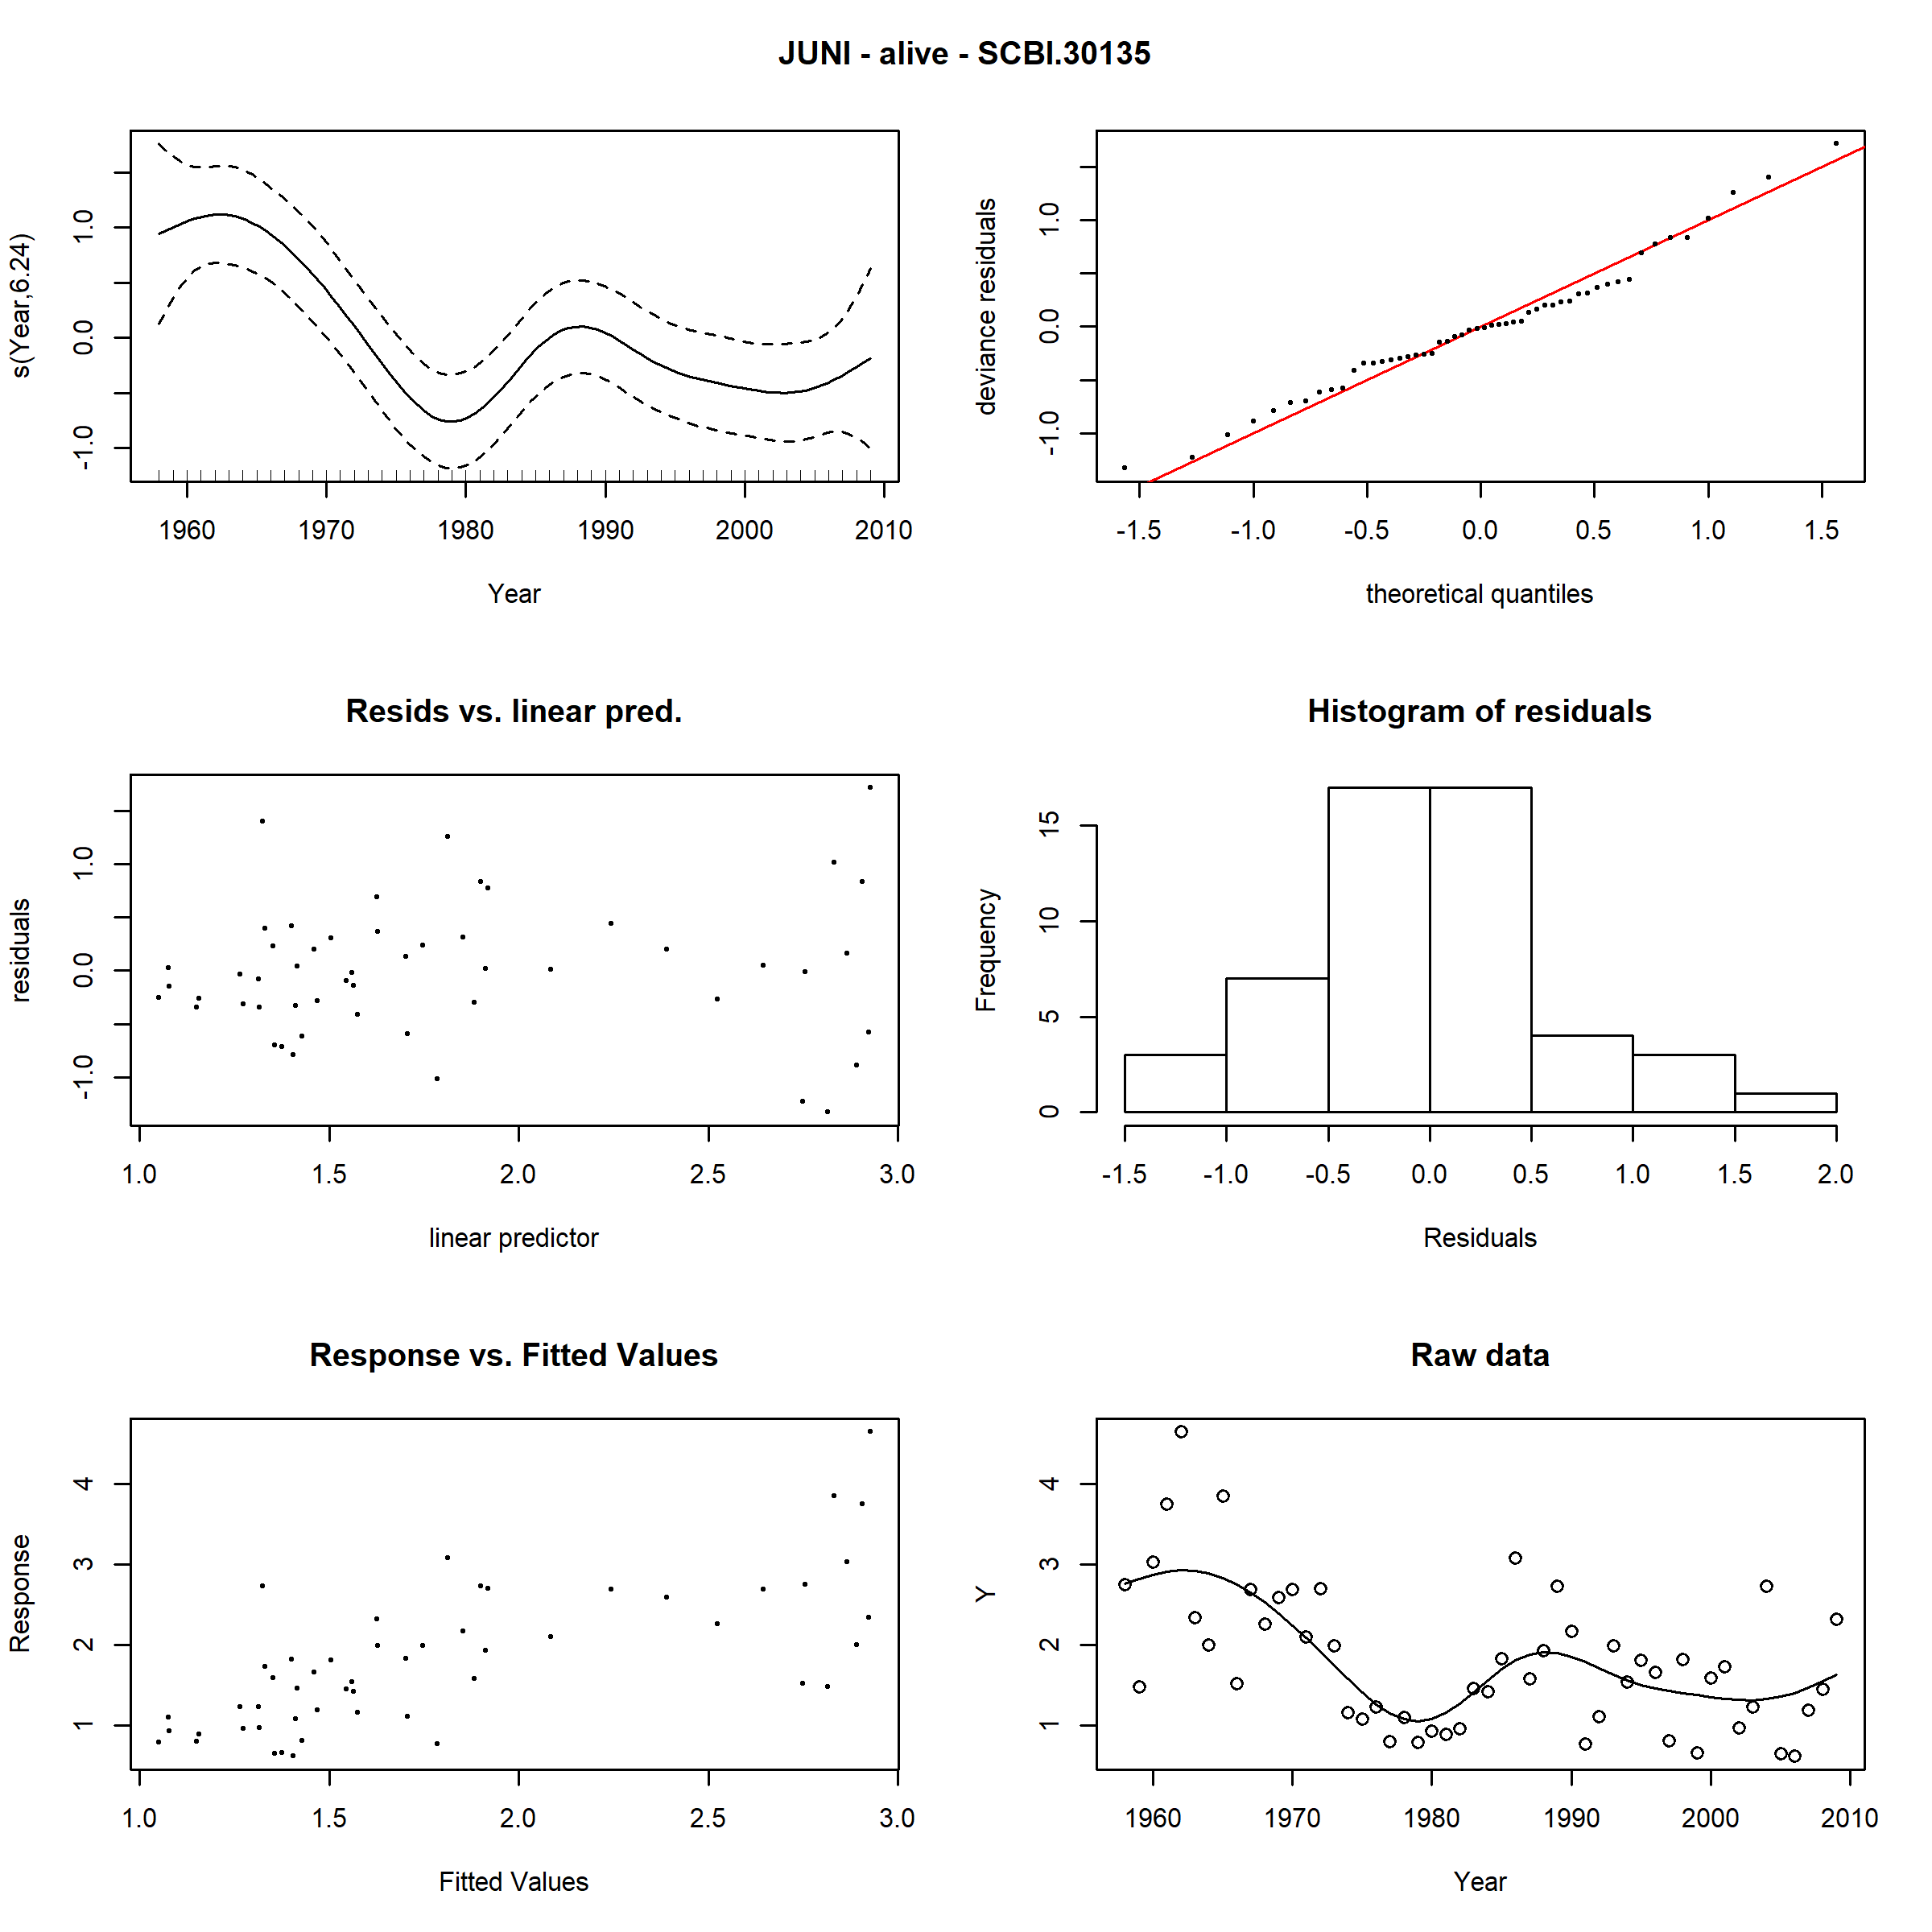 JUNI - alive - SCBI.30135
s(Year,6.24)
-1.0 0.0 1.0
1960 1970 1980 1990 2000 2010
Year
deviance residuals
-1.0 0.0 1.0
-1.5 -1.0 -0.5 0.0 0.5 1.0 1.5
theoretical quantiles
Resids vs. linear pred.
residuals
-1.0 0.0 1.0
1.0 1.5 2.0 2.5 3.0
linear predictor
Histogram of residuals
Frequency
0 5 10 15
-1.5 -1.0 -0.5 0.0 0.5 1.0 1.5 2.0
Residuals
Response vs. Fitted Values
Response
1 2 3 4
1.0 1.5 2.0 2.5 3.0
Fitted Values
Raw data
Y
1 2 3 4
1960 1970 1980 1990 2000 2010
Year